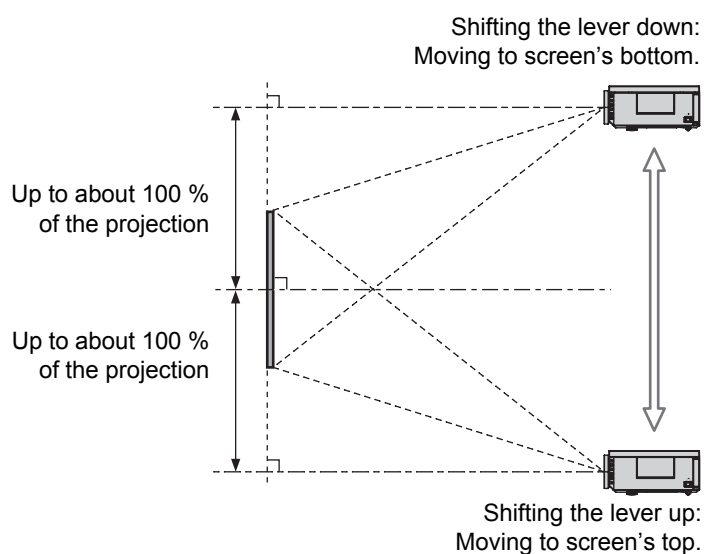 Shifting the lever down:
Moving to screen's bottom.
Up to about 100 %
of the projection
Up to about 100 %
of the projection
Shifting the lever up:
Moving to screen's top.